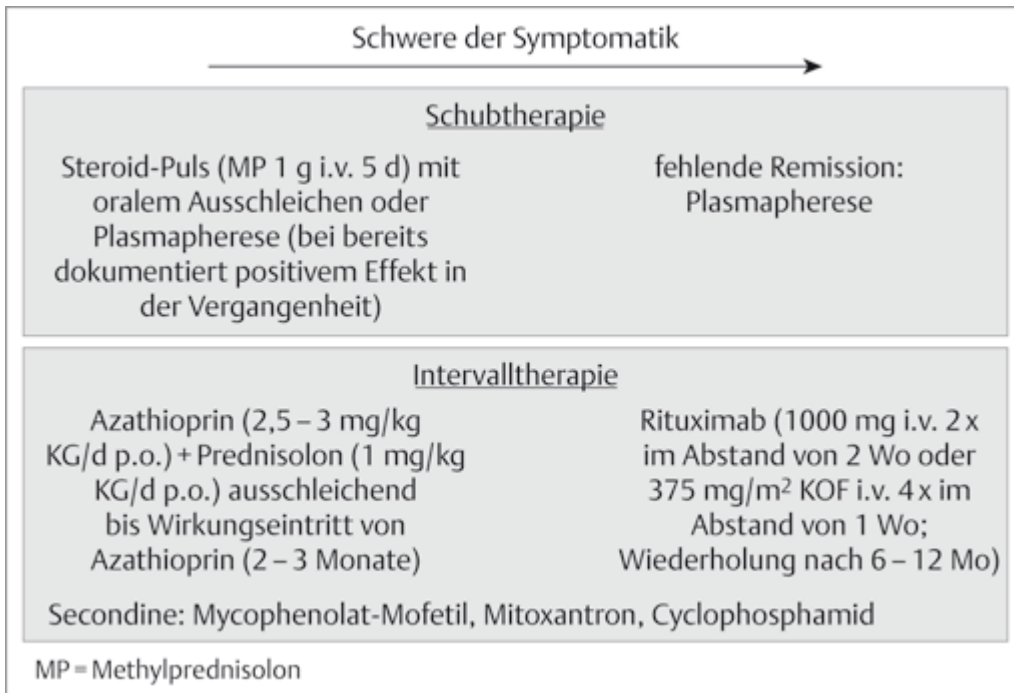 Schwere der Symptomatik
Schubtherapie
Steroid-Puls (MP 1 g i.v. 5 d) mit
oralem Ausschleichen oder
Plasmapherese (bei bereits
dokumentiert positivem Effekt in
der Vergangenheit)
fehlende Remission:
Plasmapherese
Intervalltherapie
Azathioprin (2,5 – 3 mg/kg
KG/d p.o.) + Prednisolon (1 mg/kg
KG/d p.o.) ausschleichend
bis Wirkungseintritt von
Azathioprin (2 – 3 Monate)
Rituximab (1000 mg i.v. 2 x
im Abstand von 2 Wo oder
375 mg/m² KOF i.v. 4 x im
Abstand von 1 Wo;
Wiederholung nach 6 – 12 Mo)
Secondine: Mycophenolat-Mofetil, Mitoxantron, Cyclophosphamid
MP = Methylprednisolon